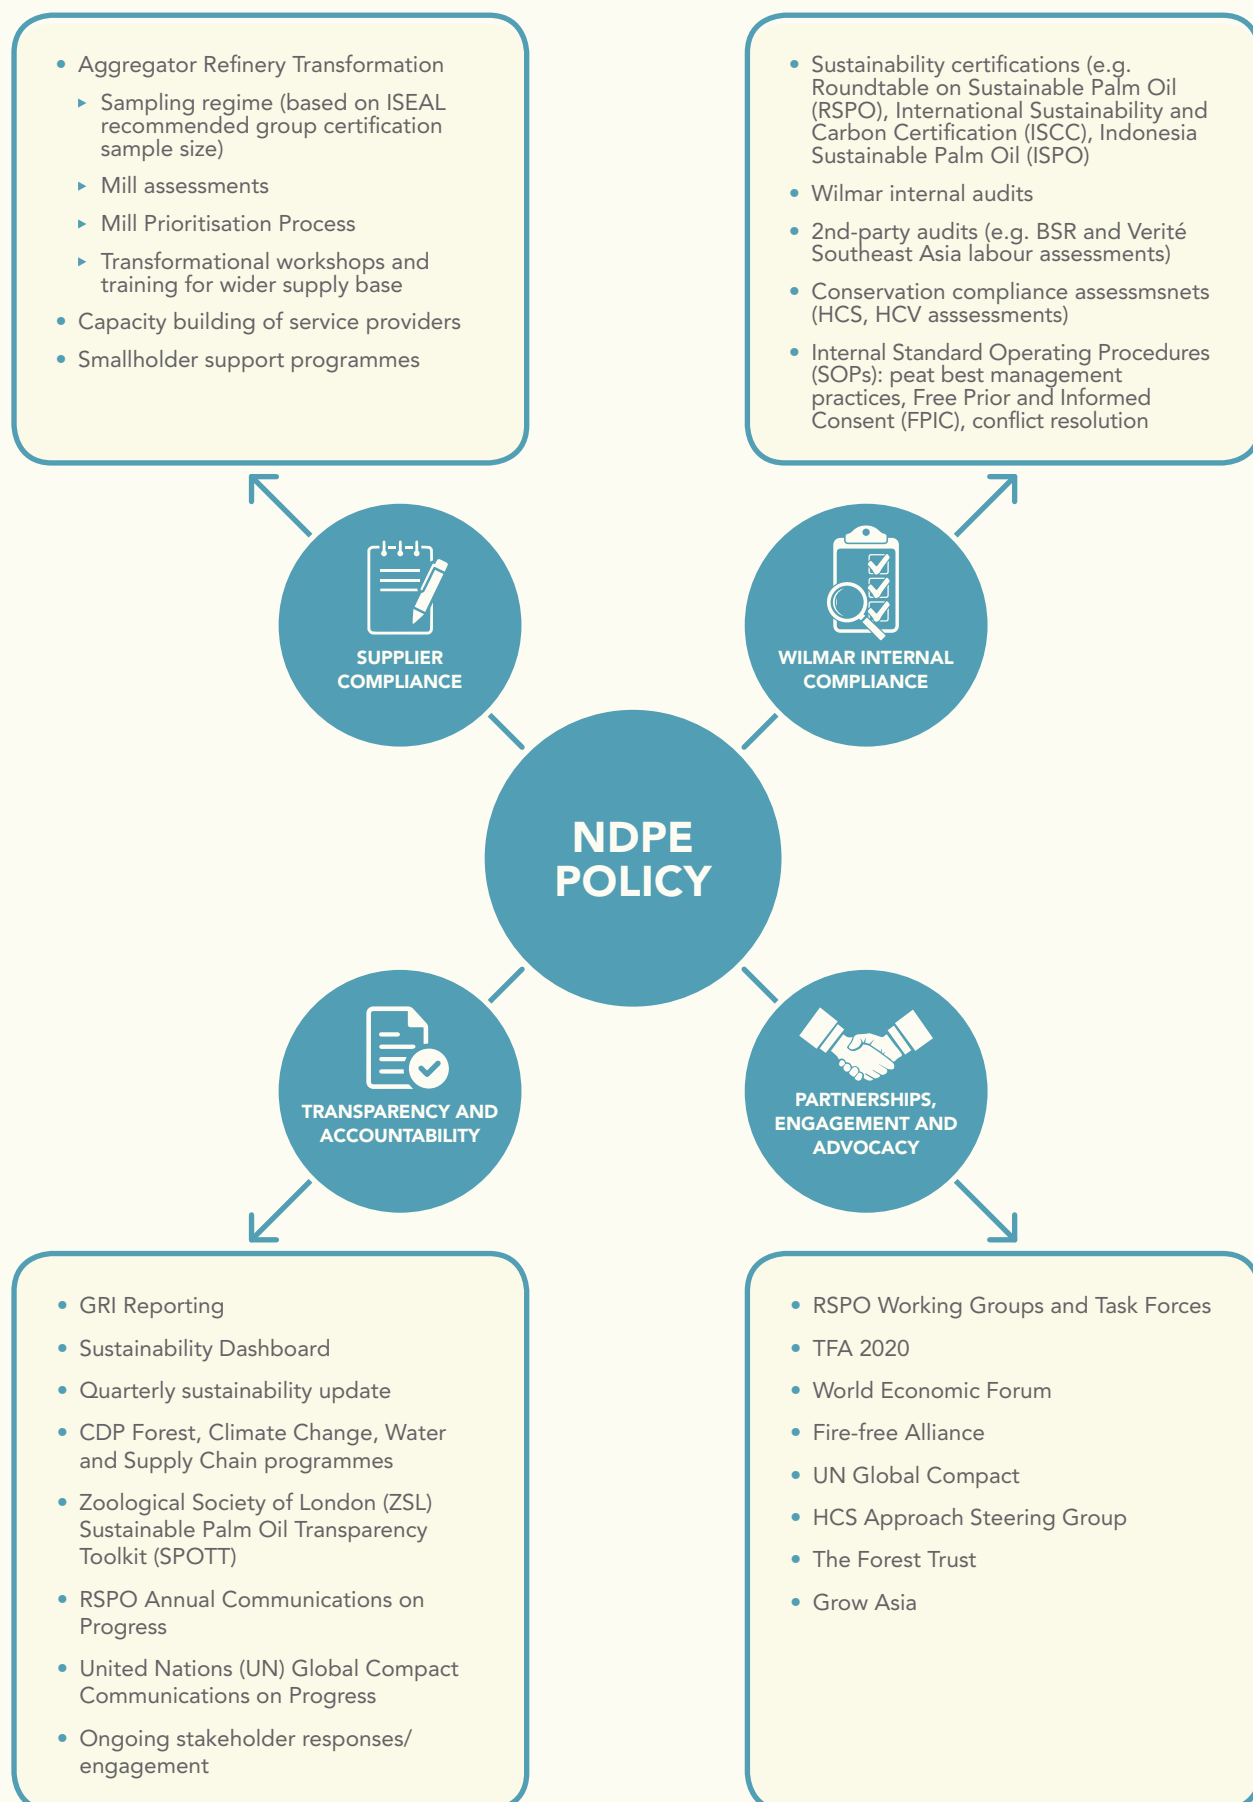 • Aggregator Refinery Transformation
▸ Sampling regime (based on ISEAL
recommended group certification
sample size)
▸ Mill assessments
▸ Mill Prioritisation Process
▸ Transformational workshops and
training for wider supply base
• Capacity building of service providers
• Smallholder support programmes
• Sustainability certifications (e.g.
Roundtable on Sustainable Palm Oil
(RSPO), International Sustainability and
Carbon Certification (ISCC), Indonesia
Sustainable Palm Oil (ISPO)
• Wilmar internal audits
• 2nd-party audits (e.g. BSR and Verité
Southeast Asia labour assessments)
• Conservation compliance assessmsnets
(HCS, HCV asssessments)
• Internal Standard Operating Procedures
(SOPs): peat best management
practices, Free Prior and Informed
Consent (FPIC), conflict resolution
SUPPLIER
COMPLIANCE
WILMAR INTERNAL
COMPLIANCE
NDPE
POLICY
TRANSPARENCY AND
ACCOUNTABILITY
PARTNERSHIPS,
ENGAGEMENT AND
ADVOCACY
• GRI Reporting
• Sustainability Dashboard
• Quarterly sustainability update
• CDP Forest, Climate Change, Water
and Supply Chain programmes
• Zoological Society of London (ZSL)
Sustainable Palm Oil Transparency
Toolkit (SPOTT)
• RSPO Annual Communications on
Progress
• United Nations (UN) Global Compact
Communications on Progress
• Ongoing stakeholder responses/
engagement
• RSPO Working Groups and Task Forces
• TFA 2020
• World Economic Forum
• Fire-free Alliance
• UN Global Compact
• HCS Approach Steering Group
• The Forest Trust
• Grow Asia